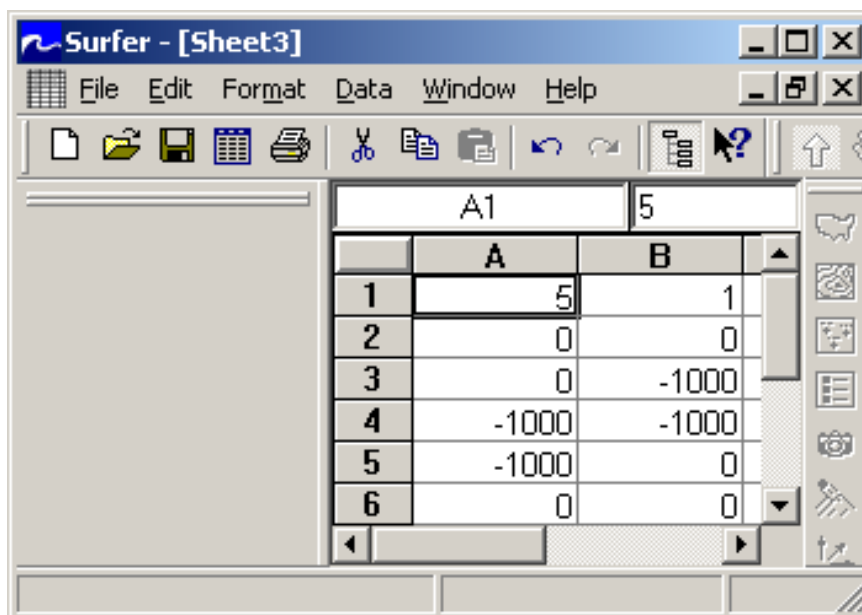 Surfer - [Sheet3]
File Edit Format Data Window Help
A1 5
A B
1 5 1
2 0 0
3 0 -1000
4 -1000 -1000
5 -1000 0
6 0 0